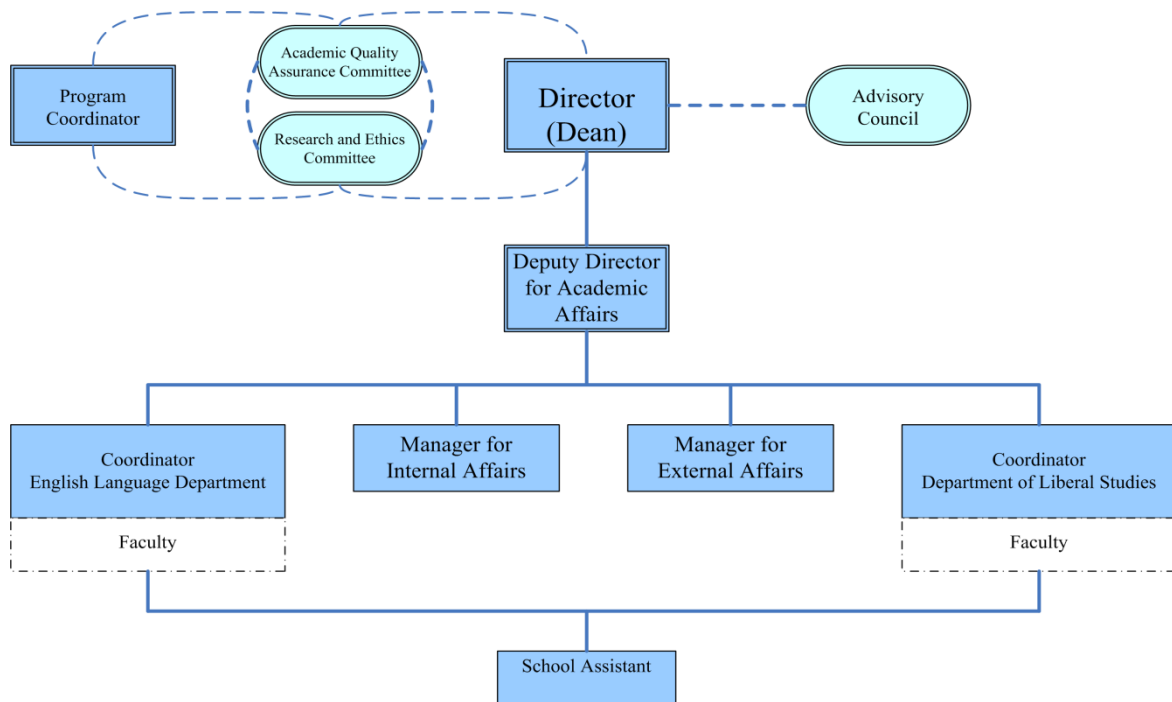 Academic Quality
Assurance Committee
Program
Coordinator
Research and Ethics
Committee
Director
(Dean)
Advisory
Council
Deputy Director
for Academic
Affairs
Coordinator
English Language Department
Faculty
Manager for
Internal Affairs
Manager for
External Affairs
Coordinator
Department of Liberal Studies
Faculty
School Assistant